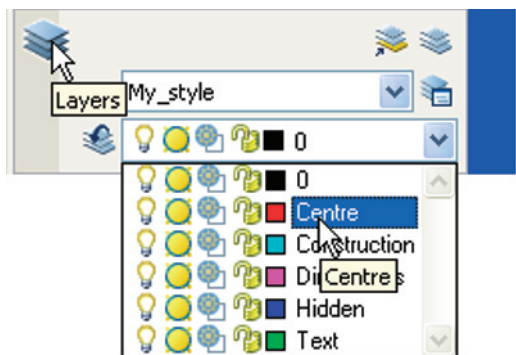 Layers
My_style
0
0
Centre
Construction
Centre
Hidden
Text